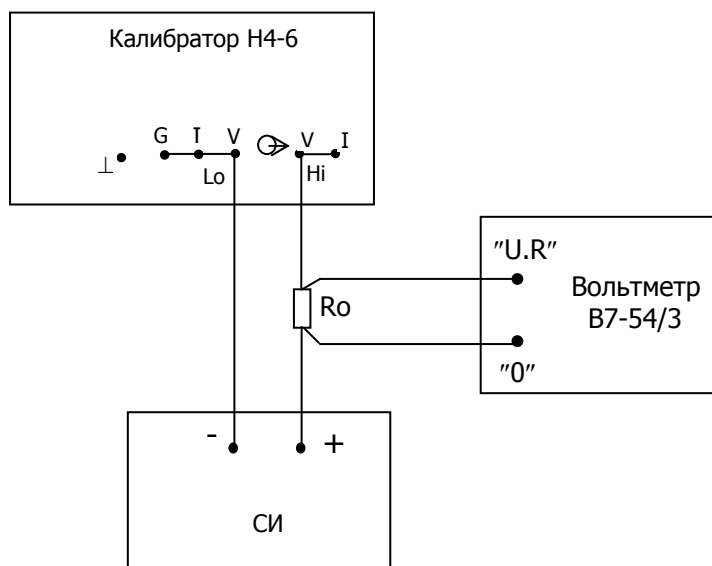 Калибратор Н4-6
G I V V I
⊥ Lo Hi
"U.R"
Ro
Вольтметр
В7-54/3
"0"
- +
СИ